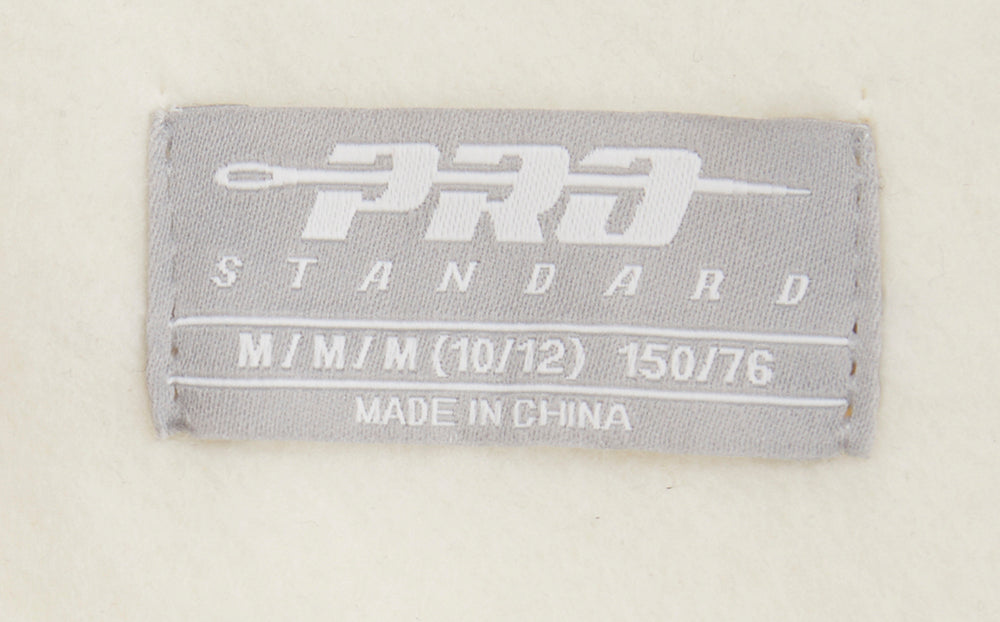 PRO
STANDARD
M/M/M (10/12) 150/76
MADE IN CHINA